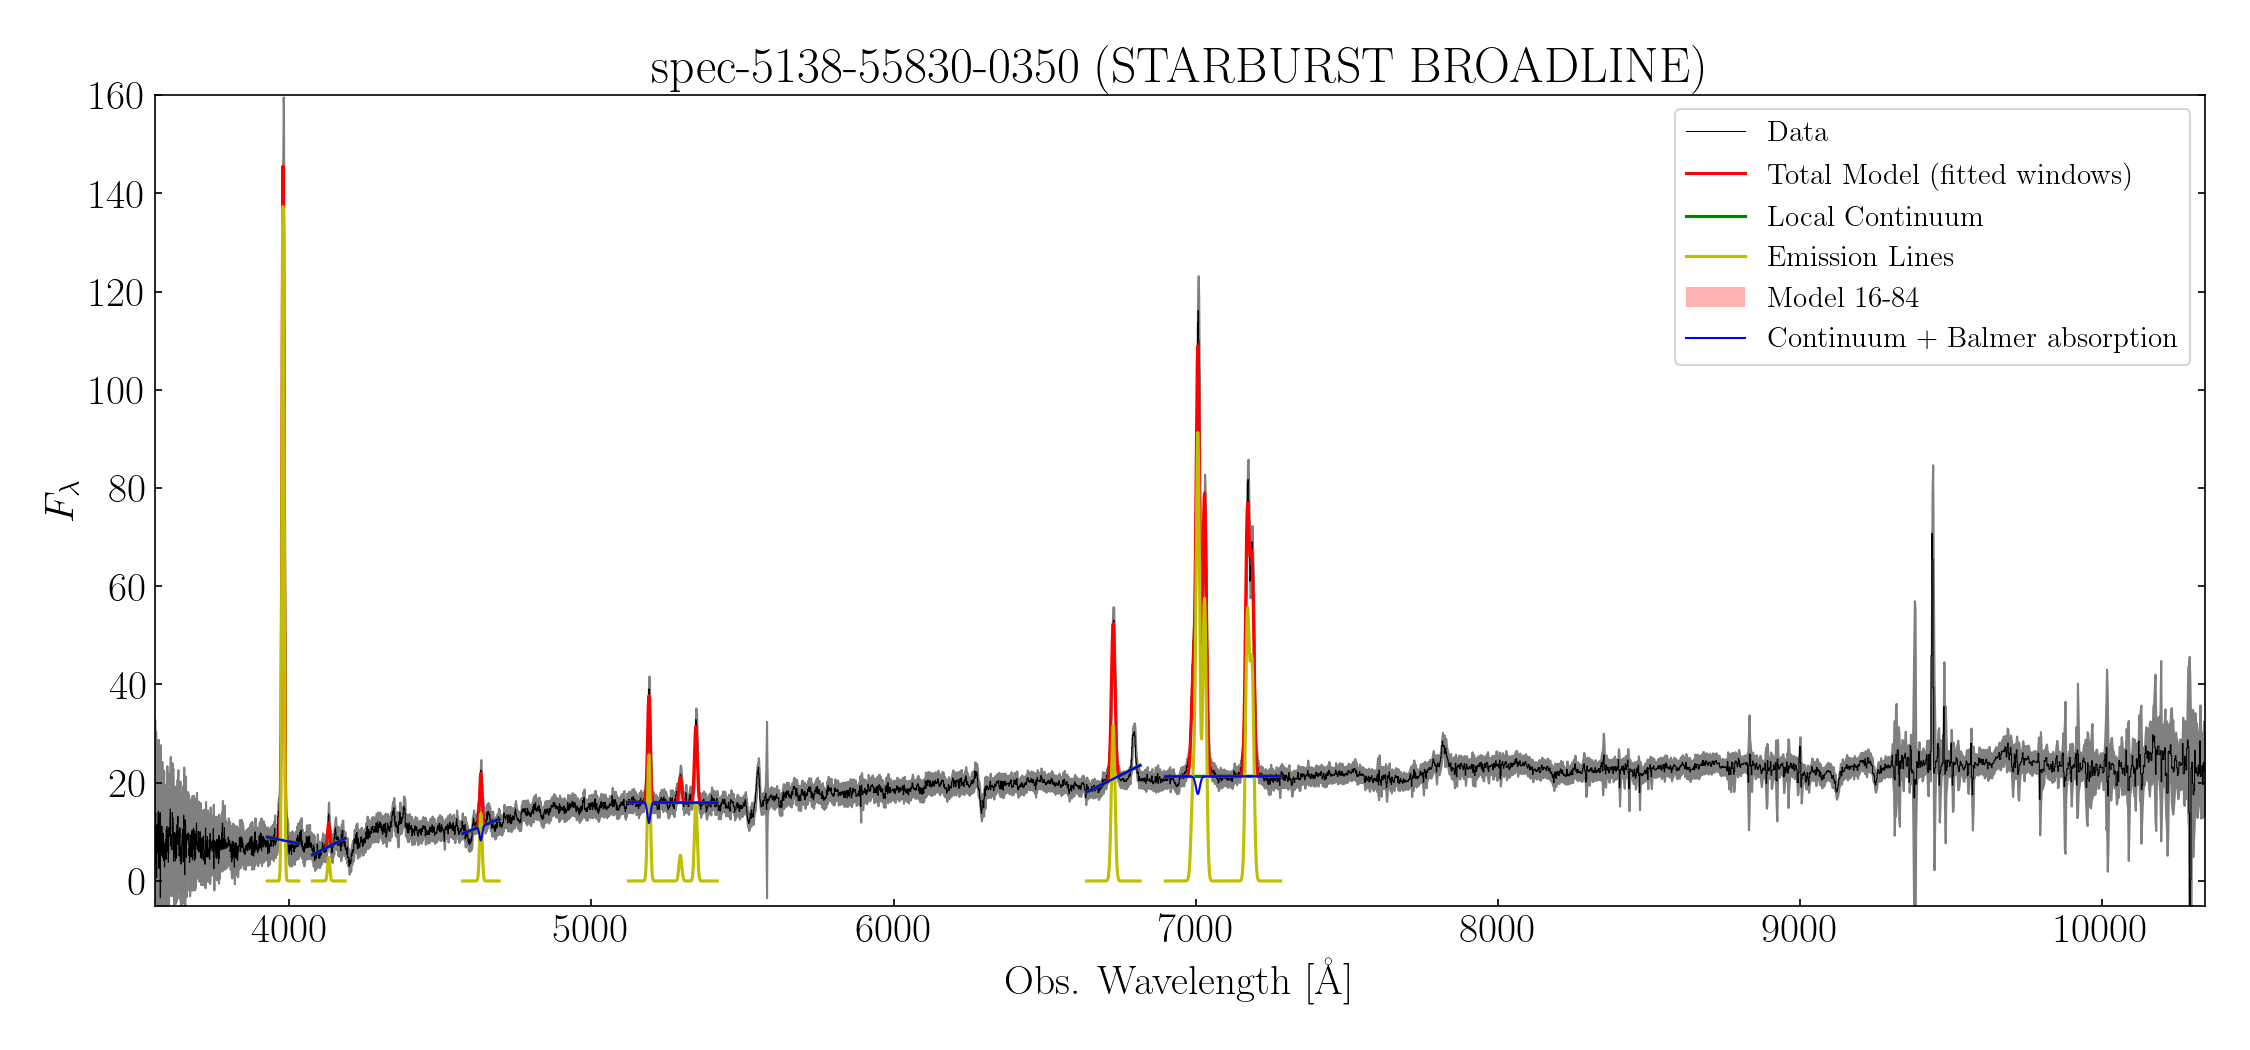 spec-5138-55830-0350 (STARBURST BROADLINE)
160
140
120
100
80
60
40
20
0
F_λ
Data
Total Model (fitted windows)
Local Continuum
Emission Lines
Model 16-84
Continuum + Balmer absorption
4000 5000 6000 7000 8000 9000 10000
Obs. Wavelength [Å]